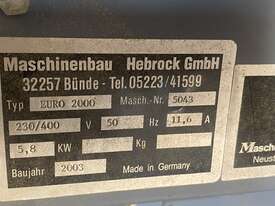 Maschinenbau Hebrock GmbH
32257 Bünde - Tel. 05223/41599
Typ EURO 2000 Masch.-Nr. 5043
230/400 V 50 Hz 11,6 A
5,8 KW Kg
Baujahr 2003 Made in Germany
Masch
Neus